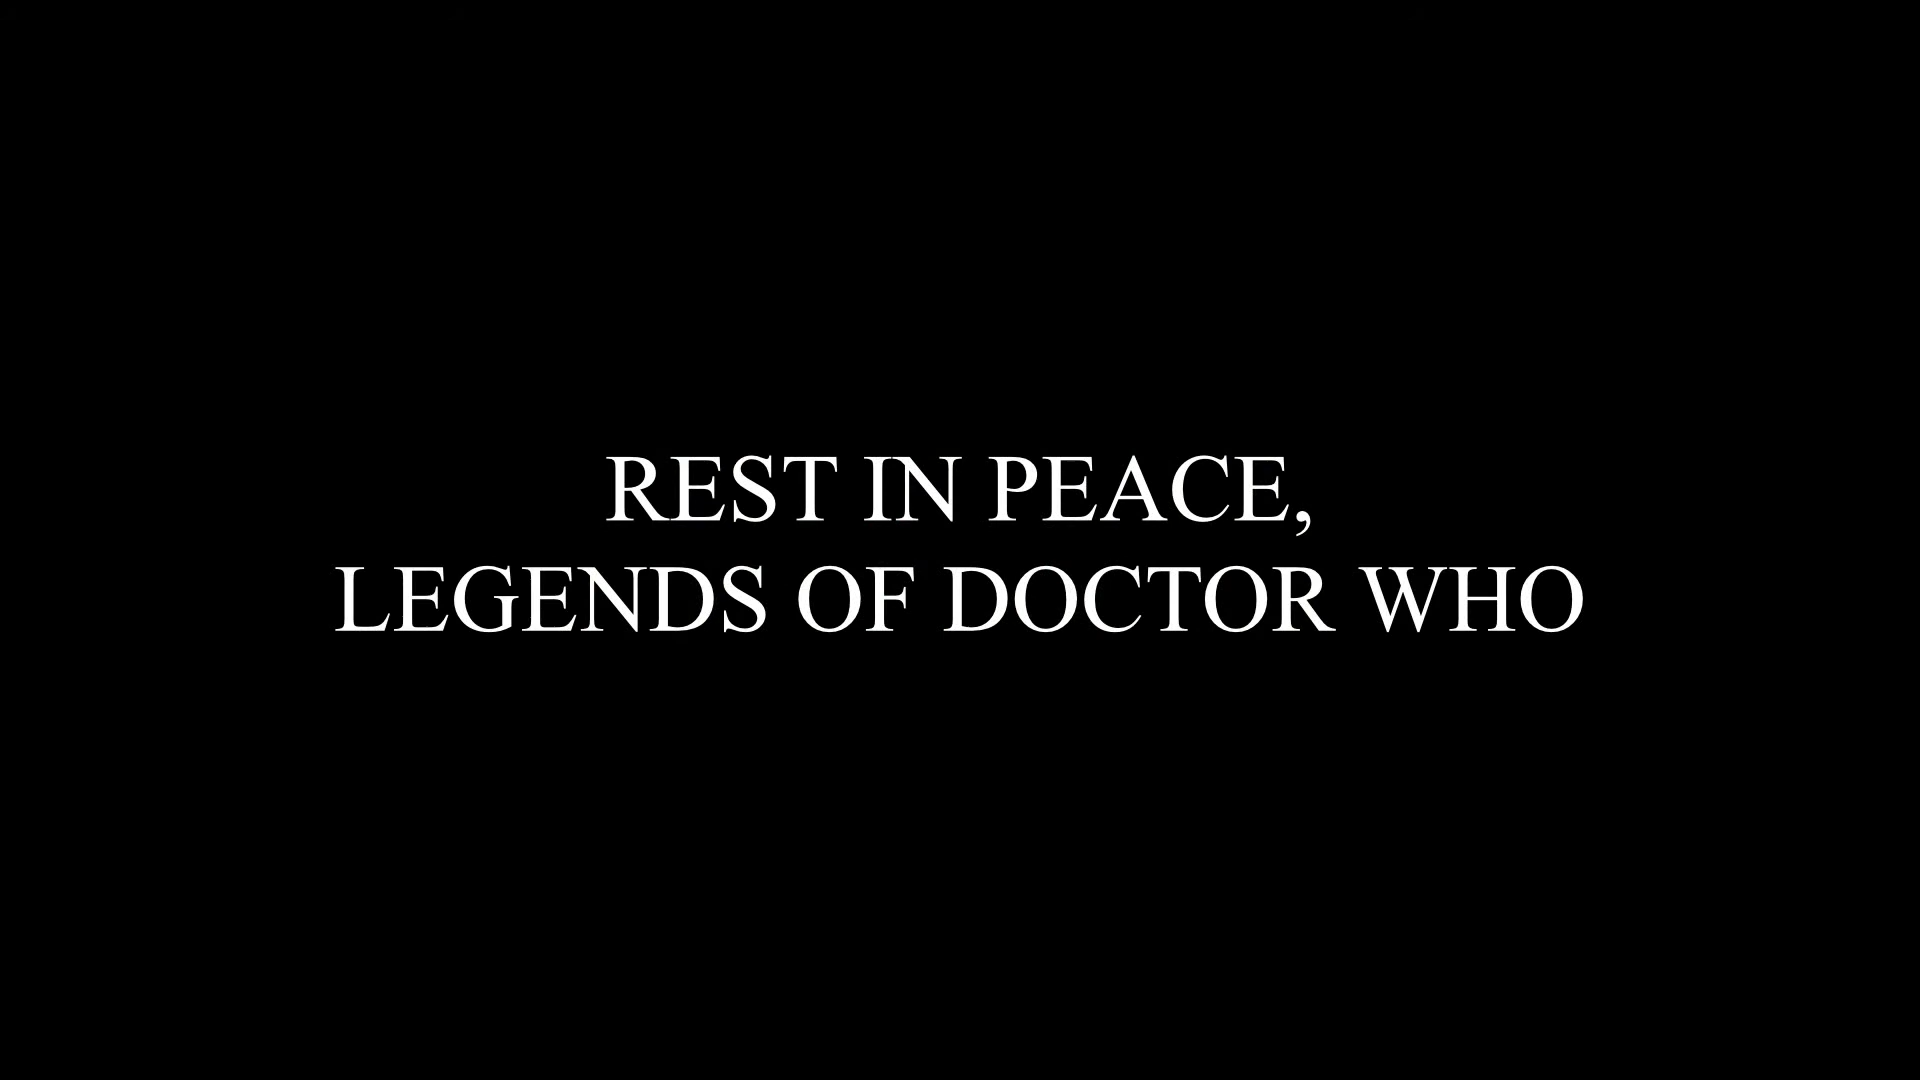 REST IN PEACE,
LEGENDS OF DOCTOR WHO